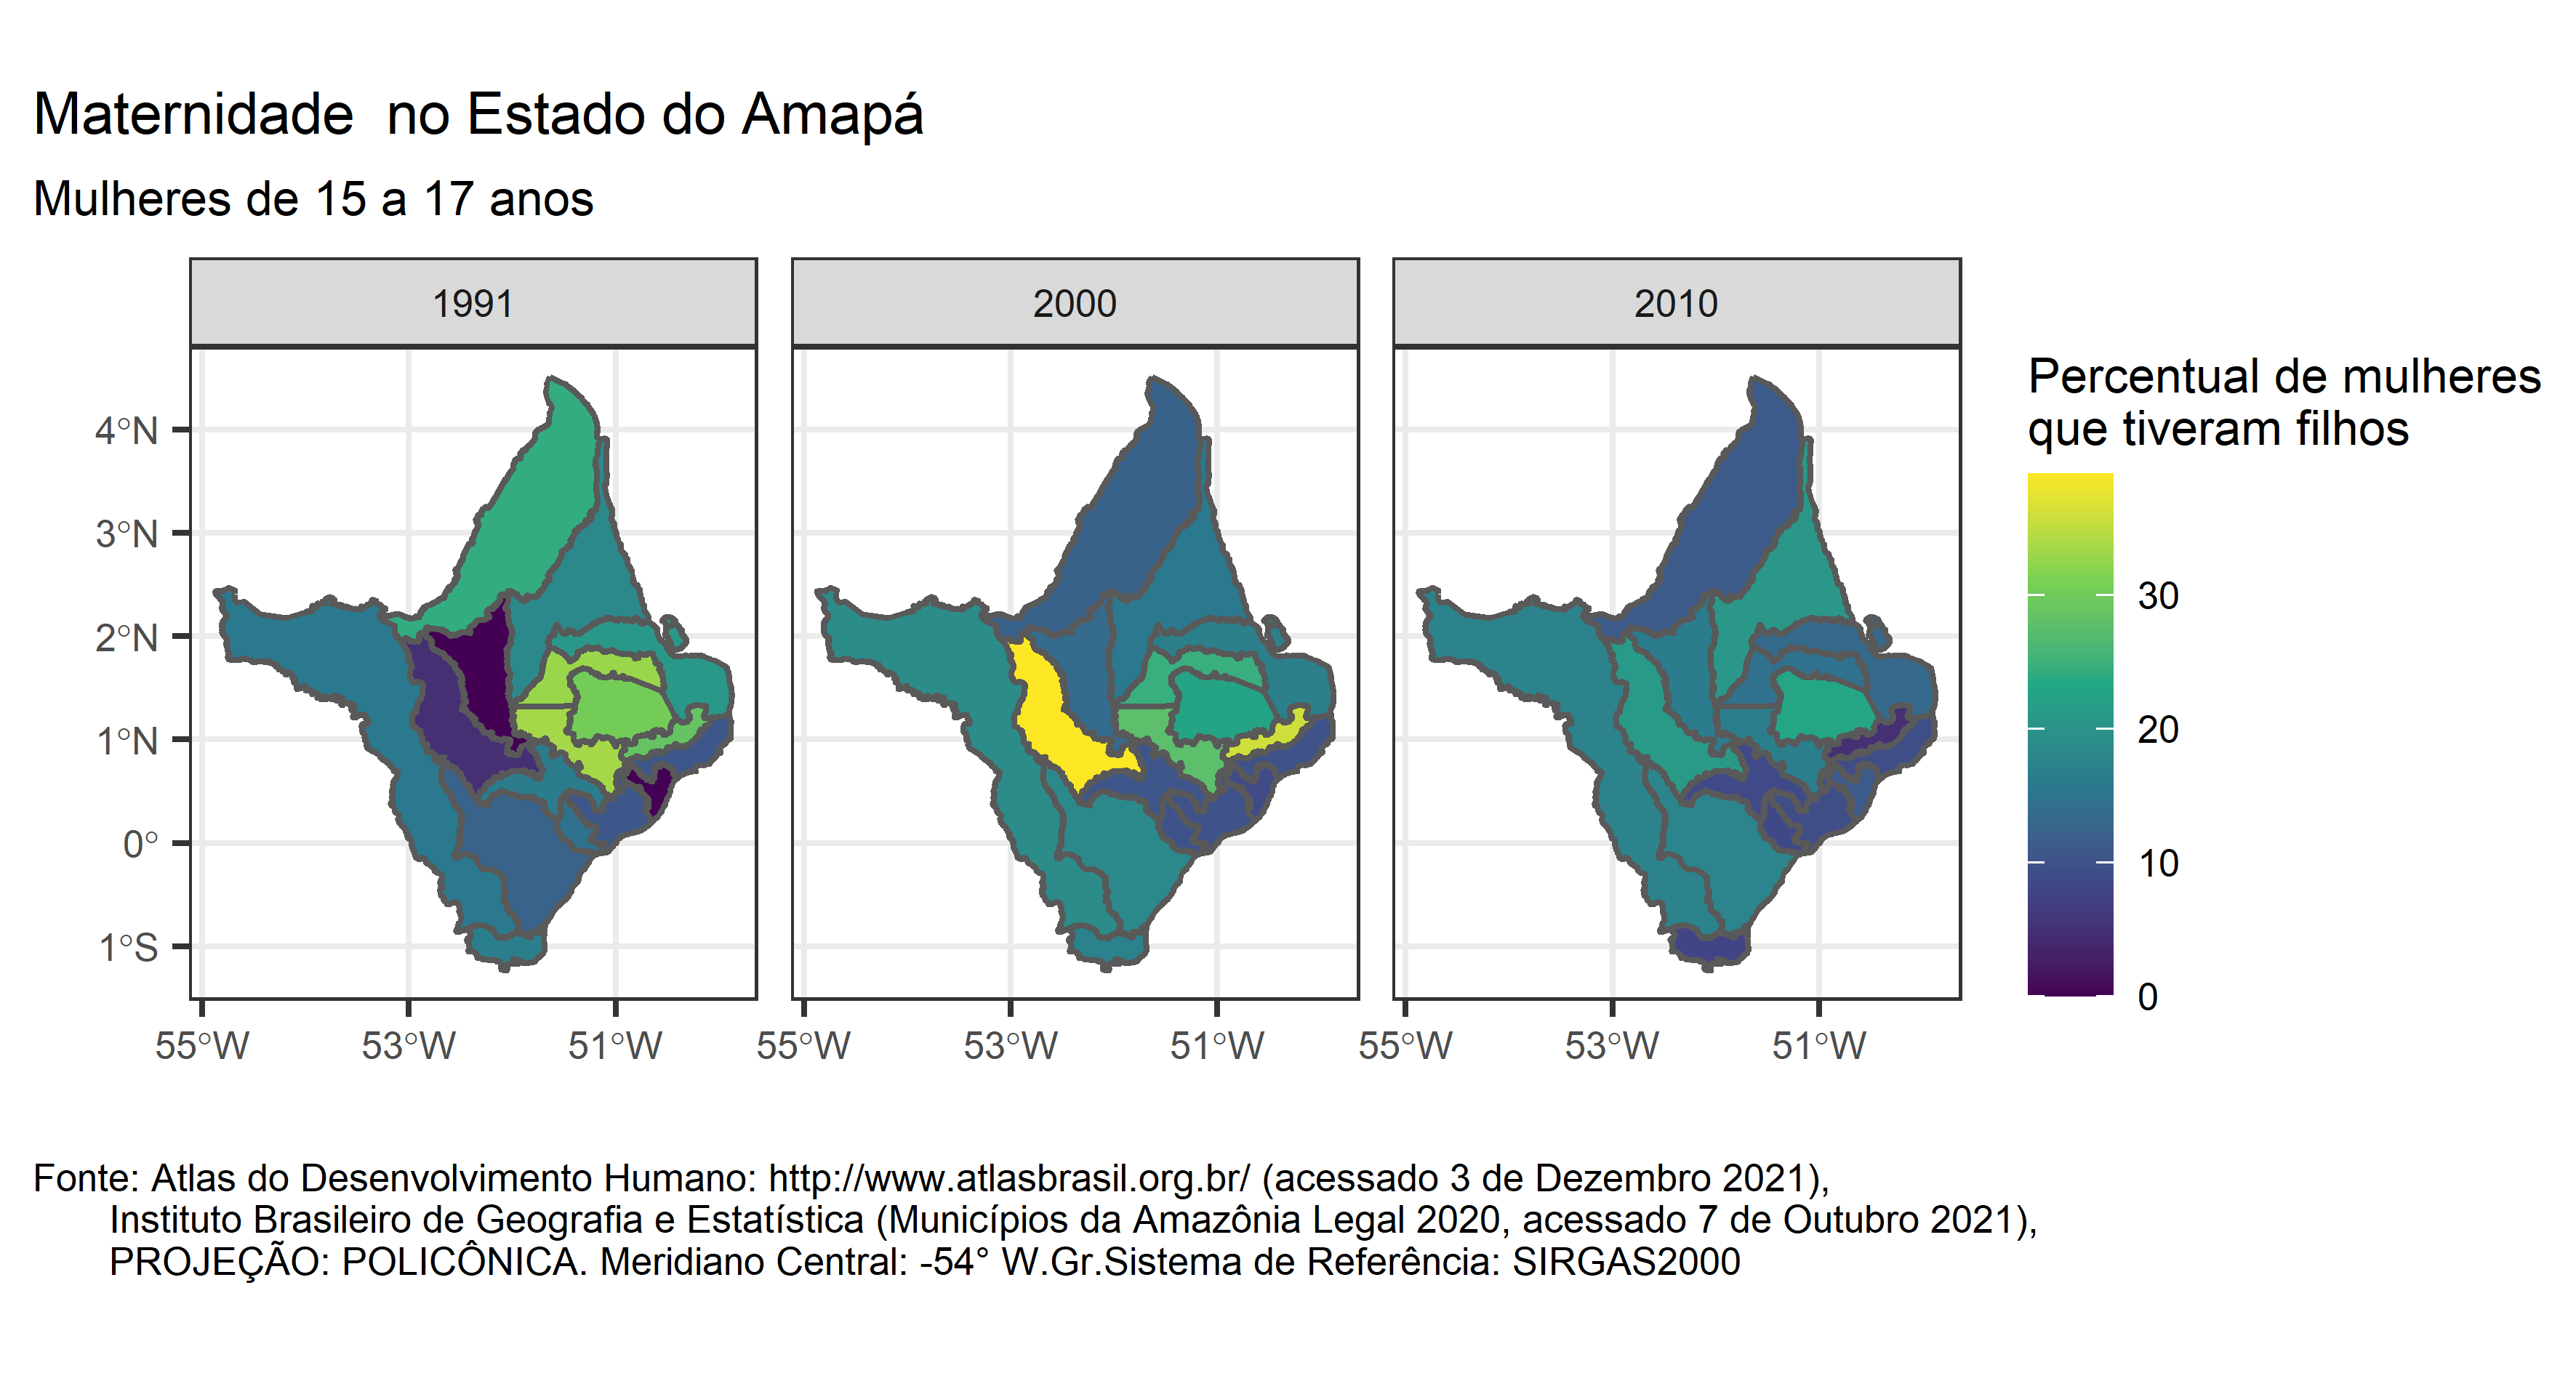 Maternidade  no Estado do Amapá
Mulheres de 15 a 17 anos
1991
2000
2010
Percentual de mulheres
que tiveram filhos
30
20
10
0
4°N
3°N
2°N
1°N
0°
1°S
55°W
53°W
51°W
55°W
53°W
51°W
55°W
53°W
51°W
Fonte: Atlas do Desenvolvimento Humano: http://www.atlasbrasil.org.br/ (acessado 3 de Dezembro 2021),
Instituto Brasileiro de Geografia e Estatística (Municípios da Amazônia Legal 2020, acessado 7 de Outubro 2021),
PROJEÇÃO: POLICÔNICA. Meridiano Central: -54° W.Gr.Sistema de Referência: SIRGAS2000